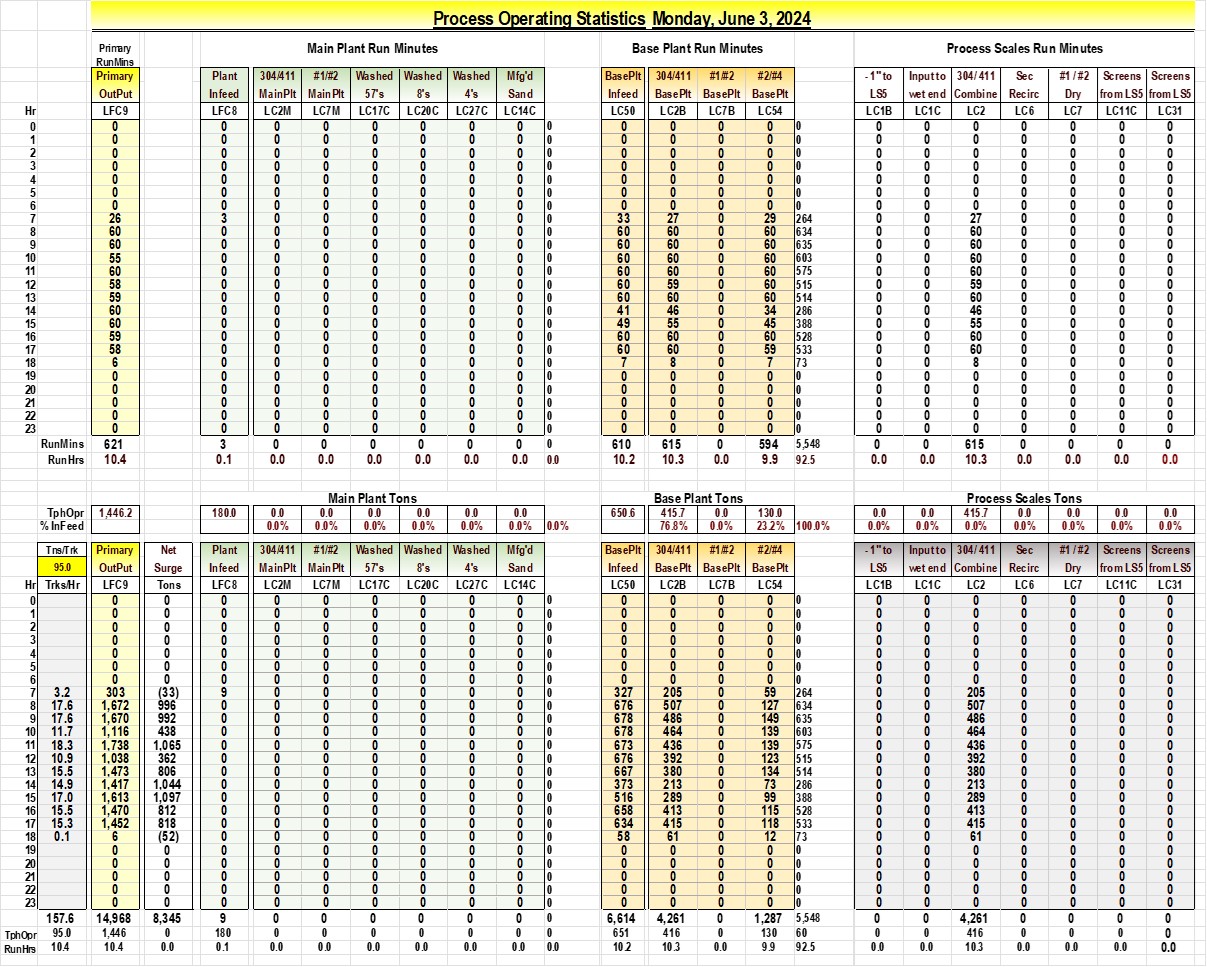 Process Operating Statistics Monday, June 3, 2024
Primary Main Plant Run Minutes Base Plant Run Minutes Process Scales Run Minutes
RunMins
Primary Plant 304/411 #1/#2 Washed Washed Washed Mfg'd BasePlt 304/411 #1/#2 #2/#4 -1" to Input to 304/411 Sec #1/#2 Screens Screens
OutPut Infeed MainPlt MainPlt 57's 8's 4's Sand Infeed BasePlt BasePlt BasePlt LS5 wet end Combine Recirc Dry from LS5 from LS5
Hr LFC9 LFC8 LC2M LC7M LC17C LC20C LC27C LC14C LC50 LC2B LC7B LC54 LC1B LC1C LC2 LC6 LC7 LC11C LC31
0 0 0 0 0 0 0 0 0 0 0 0 0 0 0 0 0 0 0 0 0 0
1 0 0 0 0 0 0 0 0 0 0 0 0 0 0 0 0 0 0 0 0 0
2 0 0 0 0 0 0 0 0 0 0 0 0 0 0 0 0 0 0 0 0 0
3 0 0 0 0 0 0 0 0 0 0 0 0 0 0 0 0 0 0 0 0 0
4 0 0 0 0 0 0 0 0 0 0 0 0 0 0 0 0 0 0 0 0 0
5 0 0 0 0 0 0 0 0 0 0 0 0 0 0 0 0 0 0 0 0 0
6 0 0 0 0 0 0 0 0 0 0 0 0 0 0 0 0 0 0 0 0 0
7 26 3 0 0 0 0 0 0 0 33 27 0 29 264 0 0 27 0 0 0 0
8 60 0 0 0 0 0 0 0 0 60 60 0 60 634 0 0 60 0 0 0 0
9 60 0 0 0 0 0 0 0 0 60 60 0 60 635 0 0 60 0 0 0 0
10 55 0 0 0 0 0 0 0 0 60 60 0 60 603 0 0 60 0 0 0 0
11 60 0 0 0 0 0 0 0 0 60 60 0 60 575 0 0 60 0 0 0 0
12 58 0 0 0 0 0 0 0 0 60 59 0 60 515 0 0 59 0 0 0 0
13 59 0 0 0 0 0 0 0 0 60 60 0 60 514 0 0 60 0 0 0 0
14 60 0 0 0 0 0 0 0 0 41 46 0 34 286 0 0 46 0 0 0 0
15 60 0 0 0 0 0 0 0 0 49 55 0 45 388 0 0 55 0 0 0 0
16 59 0 0 0 0 0 0 0 0 60 60 0 60 528 0 0 60 0 0 0 0
17 58 0 0 0 0 0 0 0 0 60 60 0 59 533 0 0 60 0 0 0 0
18 6 0 0 0 0 0 0 0 0 7 8 0 7 73 0 0 8 0 0 0 0
19 0 0 0 0 0 0 0 0 0 0 0 0 0 0 0 0 0 0 0 0 0
20 0 0 0 0 0 0 0 0 0 0 0 0 0 0 0 0 0 0 0 0 0
21 0 0 0 0 0 0 0 0 0 0 0 0 0 0 0 0 0 0 0 0 0
22 0 0 0 0 0 0 0 0 0 0 0 0 0 0 0 0 0 0 0 0 0
23 0 0 0 0 0 0 0 0 0 0 0 0 0 0 0 0 0 0 0 0 0
RunMins 621 3 0 0 0 0 0 0 0 610 615 0 594 5,548 0 0 615 0 0 0 0
RunHrs 10.4 0.1 0.0 0.0 0.0 0.0 0.0 0.0 0.0 10.2 10.3 0.0 9.9 92.5 0.0 0.0 10.3 0.0 0.0 0.0 0.0
Main Plant Tons Base Plant Tons Process Scales Tons
TphOpr 1,446.2 180.0 0.0 0.0 0.0 0.0 0.0 0.0 650.6 415.7 0.0 130.0 0.0 0.0 415.7 0.0 0.0 0.0 0.0
% InFeed 0.0% 0.0% 0.0% 0.0% 0.0% 0.0% 0.0% 76.8% 0.0% 23.2% 100.0% 0.0% 0.0% 0.0% 0.0% 0.0% 0.0% 0.0%
Tns/Trk Primary Net Plant 304/411 #1/#2 Washed Washed Washed Mfg'd BasePlt 304/411 #1/#2 #2/#4 -1" to Input to 304/411 Sec #1/#2 Screens Screens
95.0 OutPut Surge Infeed MainPlt MainPlt 57's 8's 4's Sand Infeed BasePlt BasePlt BasePlt LS5 wet end Combine Recirc Dry from LS5 from LS5
Hr Trks/Hr LFC9 Tons LFC8 LC2M LC7M LC17C LC20C LC27C LC14C LC50 LC2B LC7B LC54 LC1B LC1C LC2 LC6 LC7 LC11C LC31
0 0 0 0 0 0 0 0 0 0 0 0 0 0 0 0 0 0 0 0 0 0 0
1 0 0 0 0 0 0 0 0 0 0 0 0 0 0 0 0 0 0 0 0 0 0
2 0 0 0 0 0 0 0 0 0 0 0 0 0 0 0 0 0 0 0 0 0 0
3 0 0 0 0 0 0 0 0 0 0 0 0 0 0 0 0 0 0 0 0 0 0
4 0 0 0 0 0 0 0 0 0 0 0 0 0 0 0 0 0 0 0 0 0 0
5 0 0 0 0 0 0 0 0 0 0 0 0 0 0 0 0 0 0 0 0 0 0
6 0 0 0 0 0 0 0 0 0 0 0 0 0 0 0 0 0 0 0 0 0 0
7 3.2 303 (33) 9 0 0 0 0 0 0 0 327 205 0 59 264 0 0 205 0 0 0 0
8 17.6 1,672 996 0 0 0 0 0 0 0 0 676 507 0 127 634 0 0 507 0 0 0 0
9 17.6 1,670 992 0 0 0 0 0 0 0 0 678 486 0 149 635 0 0 486 0 0 0 0
10 11.7 1,116 438 0 0 0 0 0 0 0 0 678 464 0 139 603 0 0 464 0 0 0 0
11 18.3 1,738 1,065 0 0 0 0 0 0 0 0 673 436 0 139 575 0 0 436 0 0 0 0
12 10.9 1,038 362 0 0 0 0 0 0 0 0 676 392 0 123 515 0 0 392 0 0 0 0
13 15.5 1,473 806 0 0 0 0 0 0 0 0 667 380 0 134 514 0 0 380 0 0 0 0
14 14.9 1,417 1,044 0 0 0 0 0 0 0 0 373 213 0 73 286 0 0 213 0 0 0 0
15 17.0 1,613 1,097 0 0 0 0 0 0 0 0 516 289 0 99 388 0 0 289 0 0 0 0
16 15.5 1,470 812 0 0 0 0 0 0 0 0 658 413 0 115 528 0 0 413 0 0 0 0
17 15.3 1,452 818 0 0 0 0 0 0 0 0 634 415 0 118 533 0 0 415 0 0 0 0
18 0.1 6 (52) 0 0 0 0 0 0 0 0 58 61 0 12 73 0 0 61 0 0 0 0
19 0 0 0 0 0 0 0 0 0 0 0 0 0 0 0 0 0 0 0 0 0 0
20 0 0 0 0 0 0 0 0 0 0 0 0 0 0 0 0 0 0 0 0 0 0
21 0 0 0 0 0 0 0 0 0 0 0 0 0 0 0 0 0 0 0 0 0 0
22 0 0 0 0 0 0 0 0 0 0 0 0 0 0 0 0 0 0 0 0 0 0
23 0 0 0 0 0 0 0 0 0 0 0 0 0 0 0 0 0 0 0 0 0 0
157.6 14,968 8,345 9 0 0 0 0 0 0 0 6,614 4,261 0 1,287 5,548 0 0 4,261 0 0 0 0
TphOpr 95.0 1,446 0 180 0 0 0 0 0 0 0 651 416 0 130 60 0 0 416 0 0 0 0
RunHrs 10.4 10.4 0.0 0.1 0.0 0.0 0.0 0.0 0.0 0.0 0.0 10.2 10.3 0.0 9.9 92.5 0.0 0.0 10.3 0.0 0.0 0.0 0.0